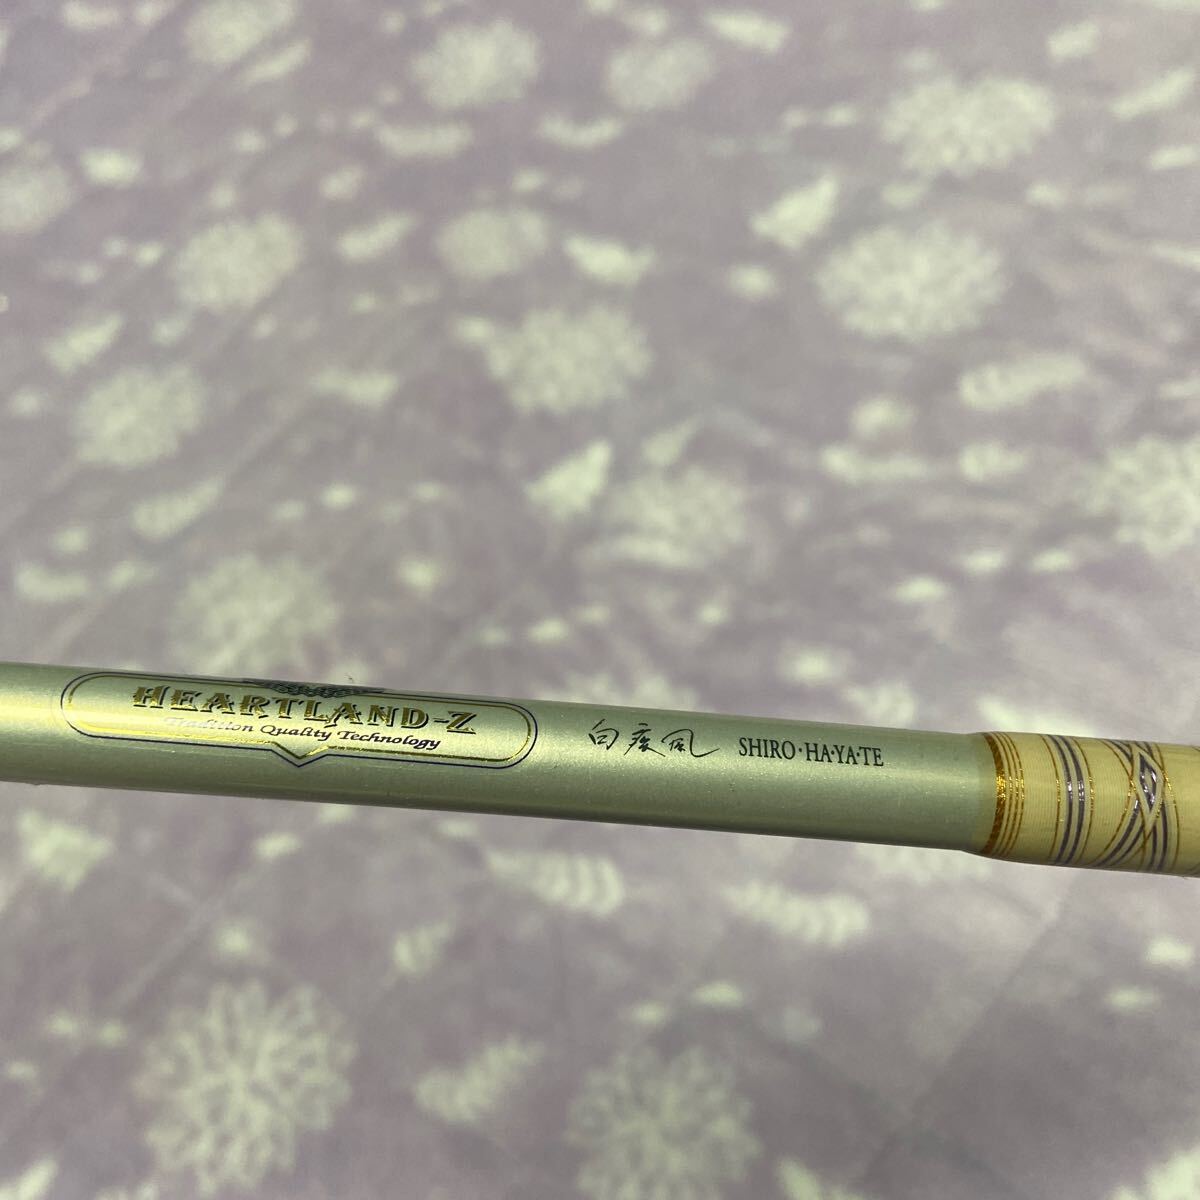 HEARTLAND-Z
Tradition Quality Technology
白疾風 SHIRO·HA·YA·TE